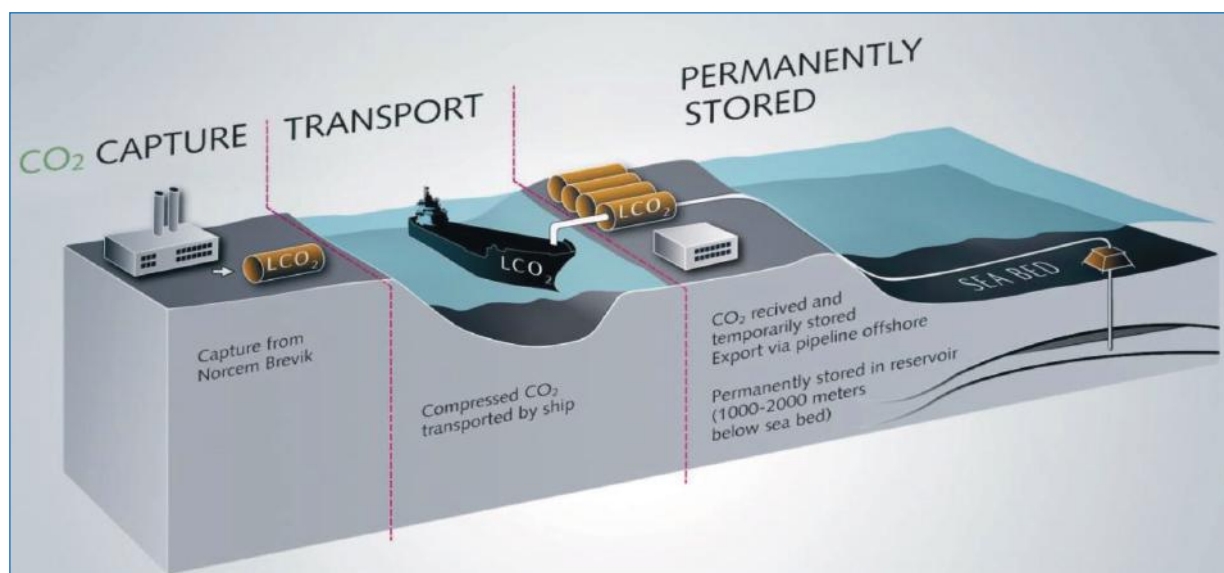 CO₂ CAPTURE
TRANSPORT
PERMANENTLY
STORED
LCO₂
LCO₂
LCO₂
SEA BED
Capture from
Norcem Brevik
Compressed CO₂
transported by ship
CO₂ recived and
temporarily stored
Export via pipeline offshore
Permanently stored in reservoir
(1000-2000 meters
below sea bed)